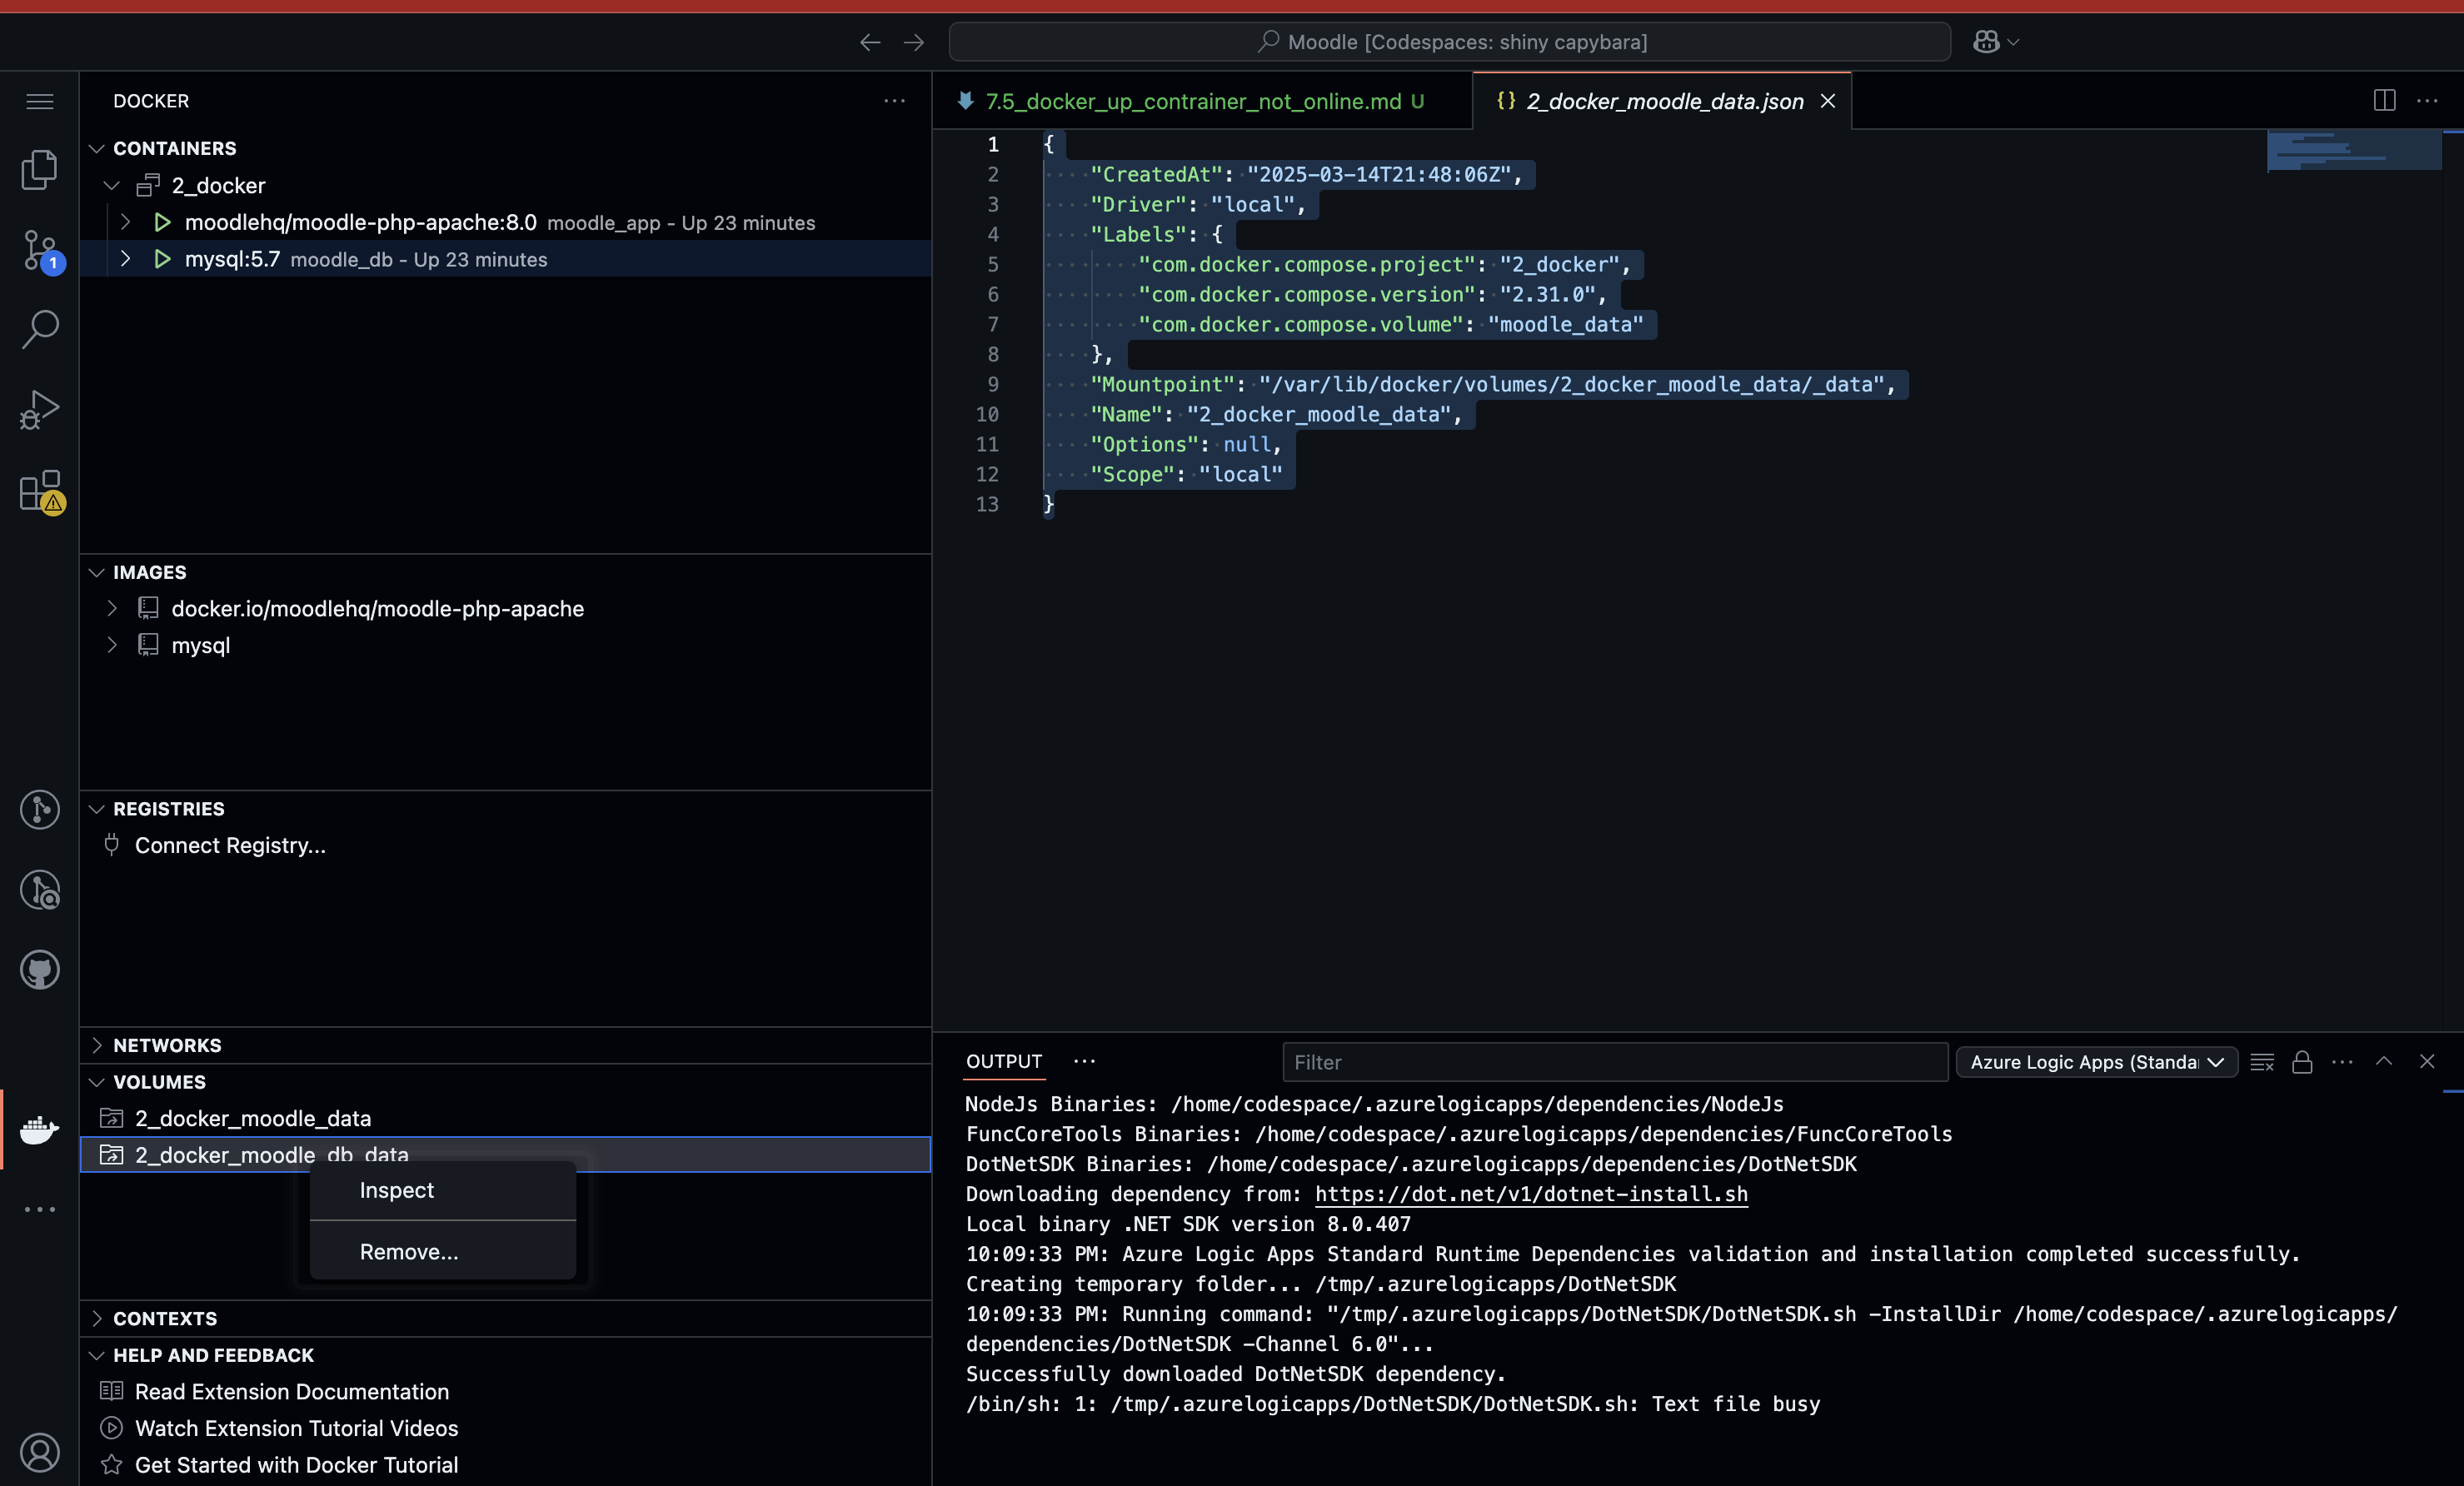 Moodle [Codespaces: shiny capybara]
DOCKER
CONTAINERS
2_docker
moodlehq/moodle-php-apache:8.0 moodle_app - Up 23 minutes
mysql:5.7 moodle_db - Up 23 minutes
1
IMAGES
docker.io/moodlehq/moodle-php-apache
mysql
REGISTRIES
Connect Registry...
NETWORKS
VOLUMES
2_docker_moodle_data
2_docker_moodle_db_data
Inspect
Remove...
CONTEXTS
HELP AND FEEDBACK
Read Extension Documentation
Watch Extension Tutorial Videos
Get Started with Docker Tutorial
7.5_docker_up_contrainer_not_online.md U
{} 2_docker_moodle_data.json
1 {
2 "CreatedAt": "2025-03-14T21:48:06Z",
3 "Driver": "local",
4 "Labels": {
5 "com.docker.compose.project": "2_docker",
6 "com.docker.compose.version": "2.31.0",
7 "com.docker.compose.volume": "moodle_data"
8 },
9 "Mountpoint": "/var/lib/docker/volumes/2_docker_moodle_data/_data",
10 "Name": "2_docker_moodle_data",
11 "Options": null,
12 "Scope": "local"
13 }
OUTPUT
Filter
Azure Logic Apps (Standa
NodeJs Binaries: /home/codespace/.azurelogicapps/dependencies/NodeJs
FuncCoreTools Binaries: /home/codespace/.azurelogicapps/dependencies/FuncCoreTools
DotNetSDK Binaries: /home/codespace/.azurelogicapps/dependencies/DotNetSDK
Downloading dependency from: https://dot.net/v1/dotnet-install.sh
Local binary .NET SDK version 8.0.407
10:09:33 PM: Azure Logic Apps Standard Runtime Dependencies validation and installation completed successfully.
Creating temporary folder... /tmp/.azurelogicapps/DotNetSDK
10:09:33 PM: Running command: "/tmp/.azurelogicapps/DotNetSDK/DotNetSDK.sh -InstallDir /home/codespace/.azurelogicapps/
dependencies/DotNetSDK -Channel 6.0"...
Successfully downloaded DotNetSDK dependency.
/bin/sh: 1: /tmp/.azurelogicapps/DotNetSDK/DotNetSDK.sh: Text file busy